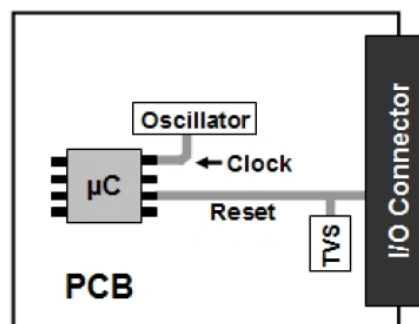 Oscillator
Clock
µC
Reset
TVS
I/O Connector
PCB